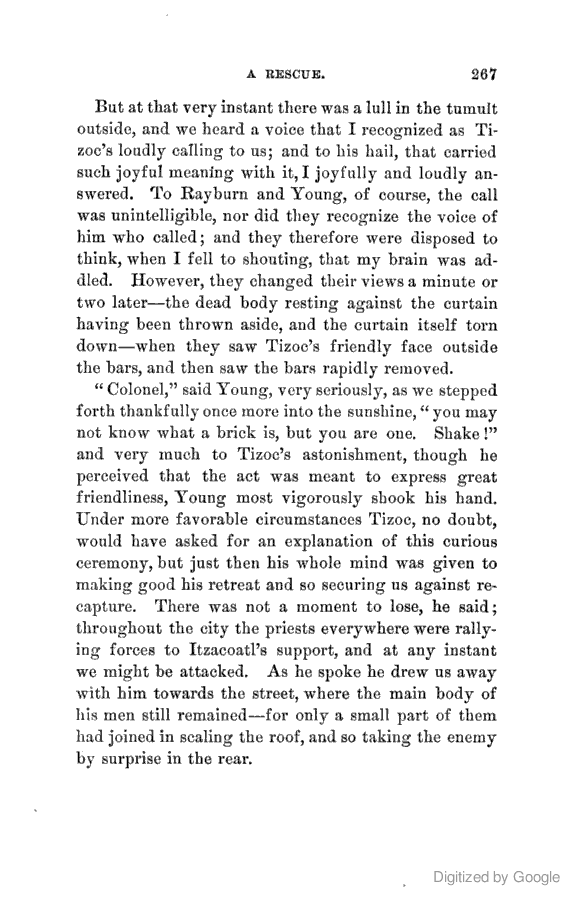 A RESCUE. 267
But at that very instant there was a lull in the tumult
outside, and we heard a voice that I recognized as Ti-
zoc's loudly calling to us; and to his hail, that carried
such joyful meaning with it, I joyfully and loudly an-
swered. To Rayburn and Young, of course, the call
was unintelligible, nor did they recognize the voice of
him who called; and they therefore were disposed to
think, when I fell to shouting, that my brain was ad-
dled. However, they changed their views a minute or
two later—the dead body resting against the curtain
having been thrown aside, and the curtain itself torn
down—when they saw Tizoc's friendly face outside
the bars, and then saw the bars rapidly removed.
"Colonel," said Young, very seriously, as we stepped
forth thankfully once more into the sunshine, "you may
not know what a brick is, but you are one. Shake!"
and very much to Tizoc's astonishment, though he
perceived that the act was meant to express great
friendliness, Young most vigorously shook his hand.
Under more favorable circumstances Tizoc, no doubt,
would have asked for an explanation of this curious
ceremony, but just then his whole mind was given to
making good his retreat and so securing us against re-
capture. There was not a moment to lose, he said;
throughout the city the priests everywhere were rally-
ing forces to Itzacoatl's support, and at any instant
we might be attacked. As he spoke he drew us away
with him towards the street, where the main body of
his men still remained—for only a small part of them
had joined in scaling the roof, and so taking the enemy
by surprise in the rear.
Digitized by Google